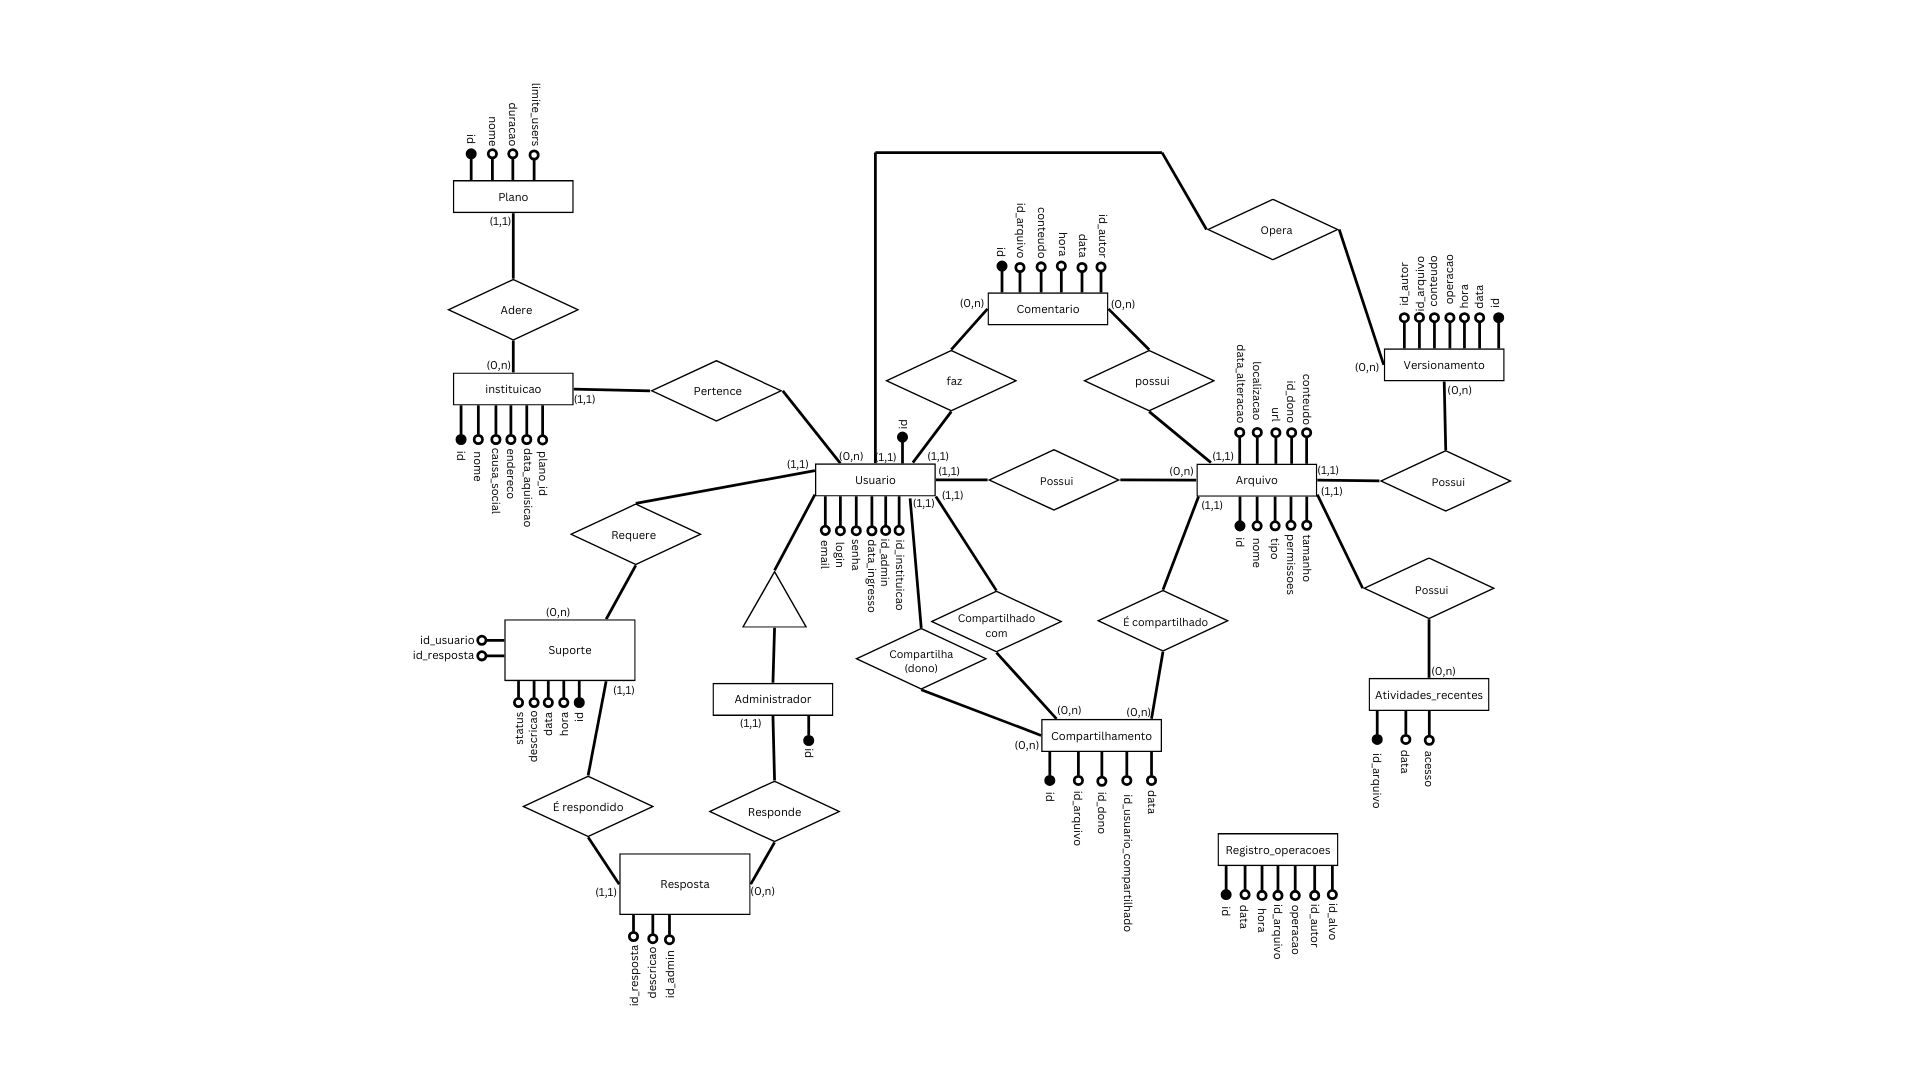 limite_users
duracao
nome
id
Plano
(1,1)
Adere
(0,n)
instituicao
(1,1)
id
nome
causa_social
endereco
data_aquisicao
plano_id
Pertence
(0,n)
Opera
id
id_arquivo
conteudo
hora
data
id_autor
(0,n)
Comentario
(0,n)
faz
possui
id_autor
id_arquivo
conteudo
operacao
hora
data
id
(0,n)
Versionamento
(0,n)
id
(1,1)
(1,1)
(1,1)
Usuario
(1,1)
(1,1)
(1,1)
email
login
senha
data_ingresso
id_admin
id_instituicao
Possui
(0,n)
(1,1)
data_alteracao
localizacao
url
id_dono
conteudo
Arquivo
(1,1)
(1,1)
(1,1)
id
nome
tipo
permissoes
tamanho
Possui
Requere
(0,n)
id_usuario
id_resposta
Suporte
(1,1)
status
descricao
data
hora
id
Administrador
(1,1)
id
Compartilhado
com
Compartilha
(dono)
É compartilhado
Possui
(0,n)
Atividades_recentes
id_arquivo
data
acesso
(0,n)
(0,n)
(0,n)
Compartilhamento
id
id_arquivo
id_dono
id_usuario_compartilhado
data
É respondido
Responde
(1,1)
Resposta
(0,n)
id_resposta
descricao
id_admin
Registro_operacoes
id
data
hora
id_arquivo
operacao
id_autor
id_alvo